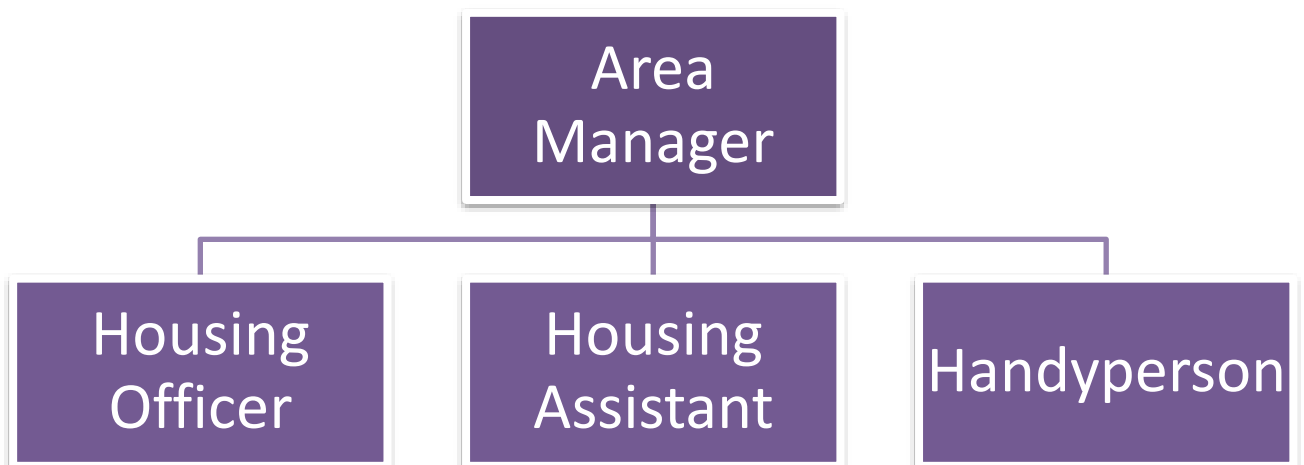 Area
Manager
Housing
Officer
Housing
Assistant
Handyperson